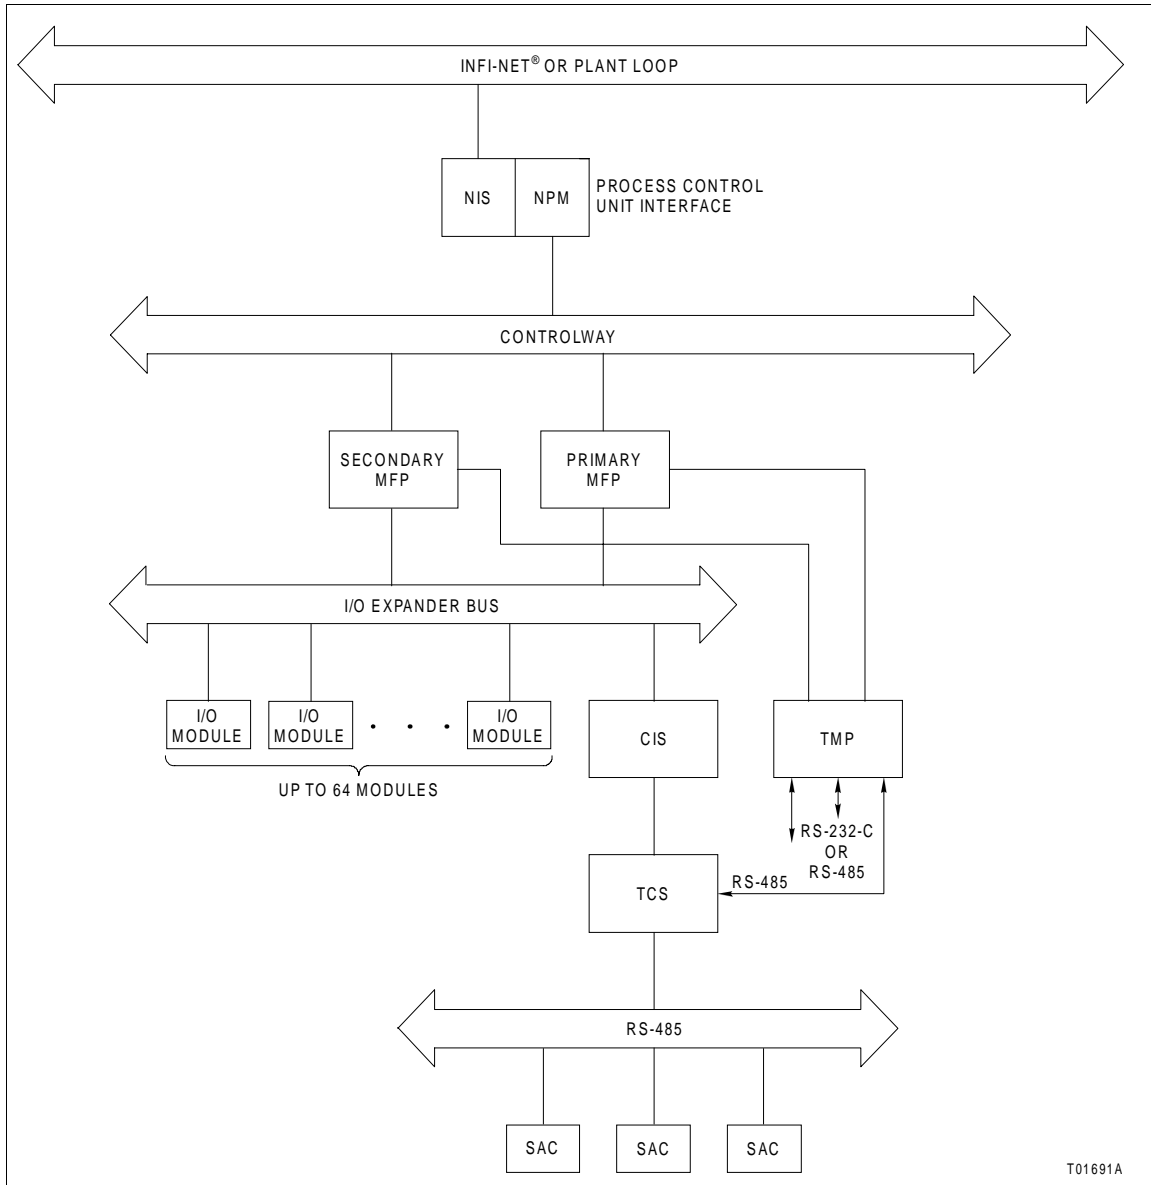 INFI-NET® OR PLANT LOOP
NIS
NPM
PROCESS CONTROL
UNIT INTERFACE
CONTROLWAY
SECONDARY
MFP
PRIMARY
MFP
I/O EXPANDER BUS
I/O
MODULE
I/O
MODULE
. . .
I/O
MODULE
UP TO 64 MODULES
CIS
TMP
RS-232-C
OR
RS-485
TCS
RS-485
RS-485
SAC
SAC
SAC
T01691A